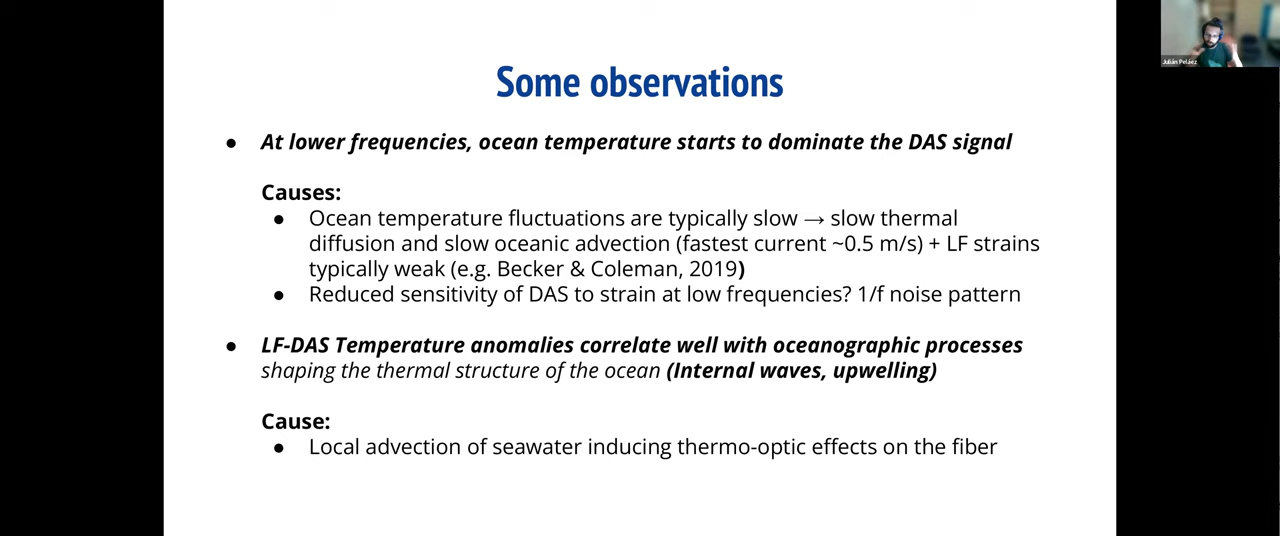 Julián Peláez
Some observations
● At lower frequencies, ocean temperature starts to dominate the DAS signal
Causes:
● Ocean temperature fluctuations are typically slow → slow thermal
diffusion and slow oceanic advection (fastest current ~0.5 m/s) + LF strains
typically weak (e.g. Becker & Coleman, 2019)
● Reduced sensitivity of DAS to strain at low frequencies? 1/f noise pattern
● LF-DAS Temperature anomalies correlate well with oceanographic processes
shaping the thermal structure of the ocean (Internal waves, upwelling)
Cause:
● Local advection of seawater inducing thermo-optic effects on the fiber